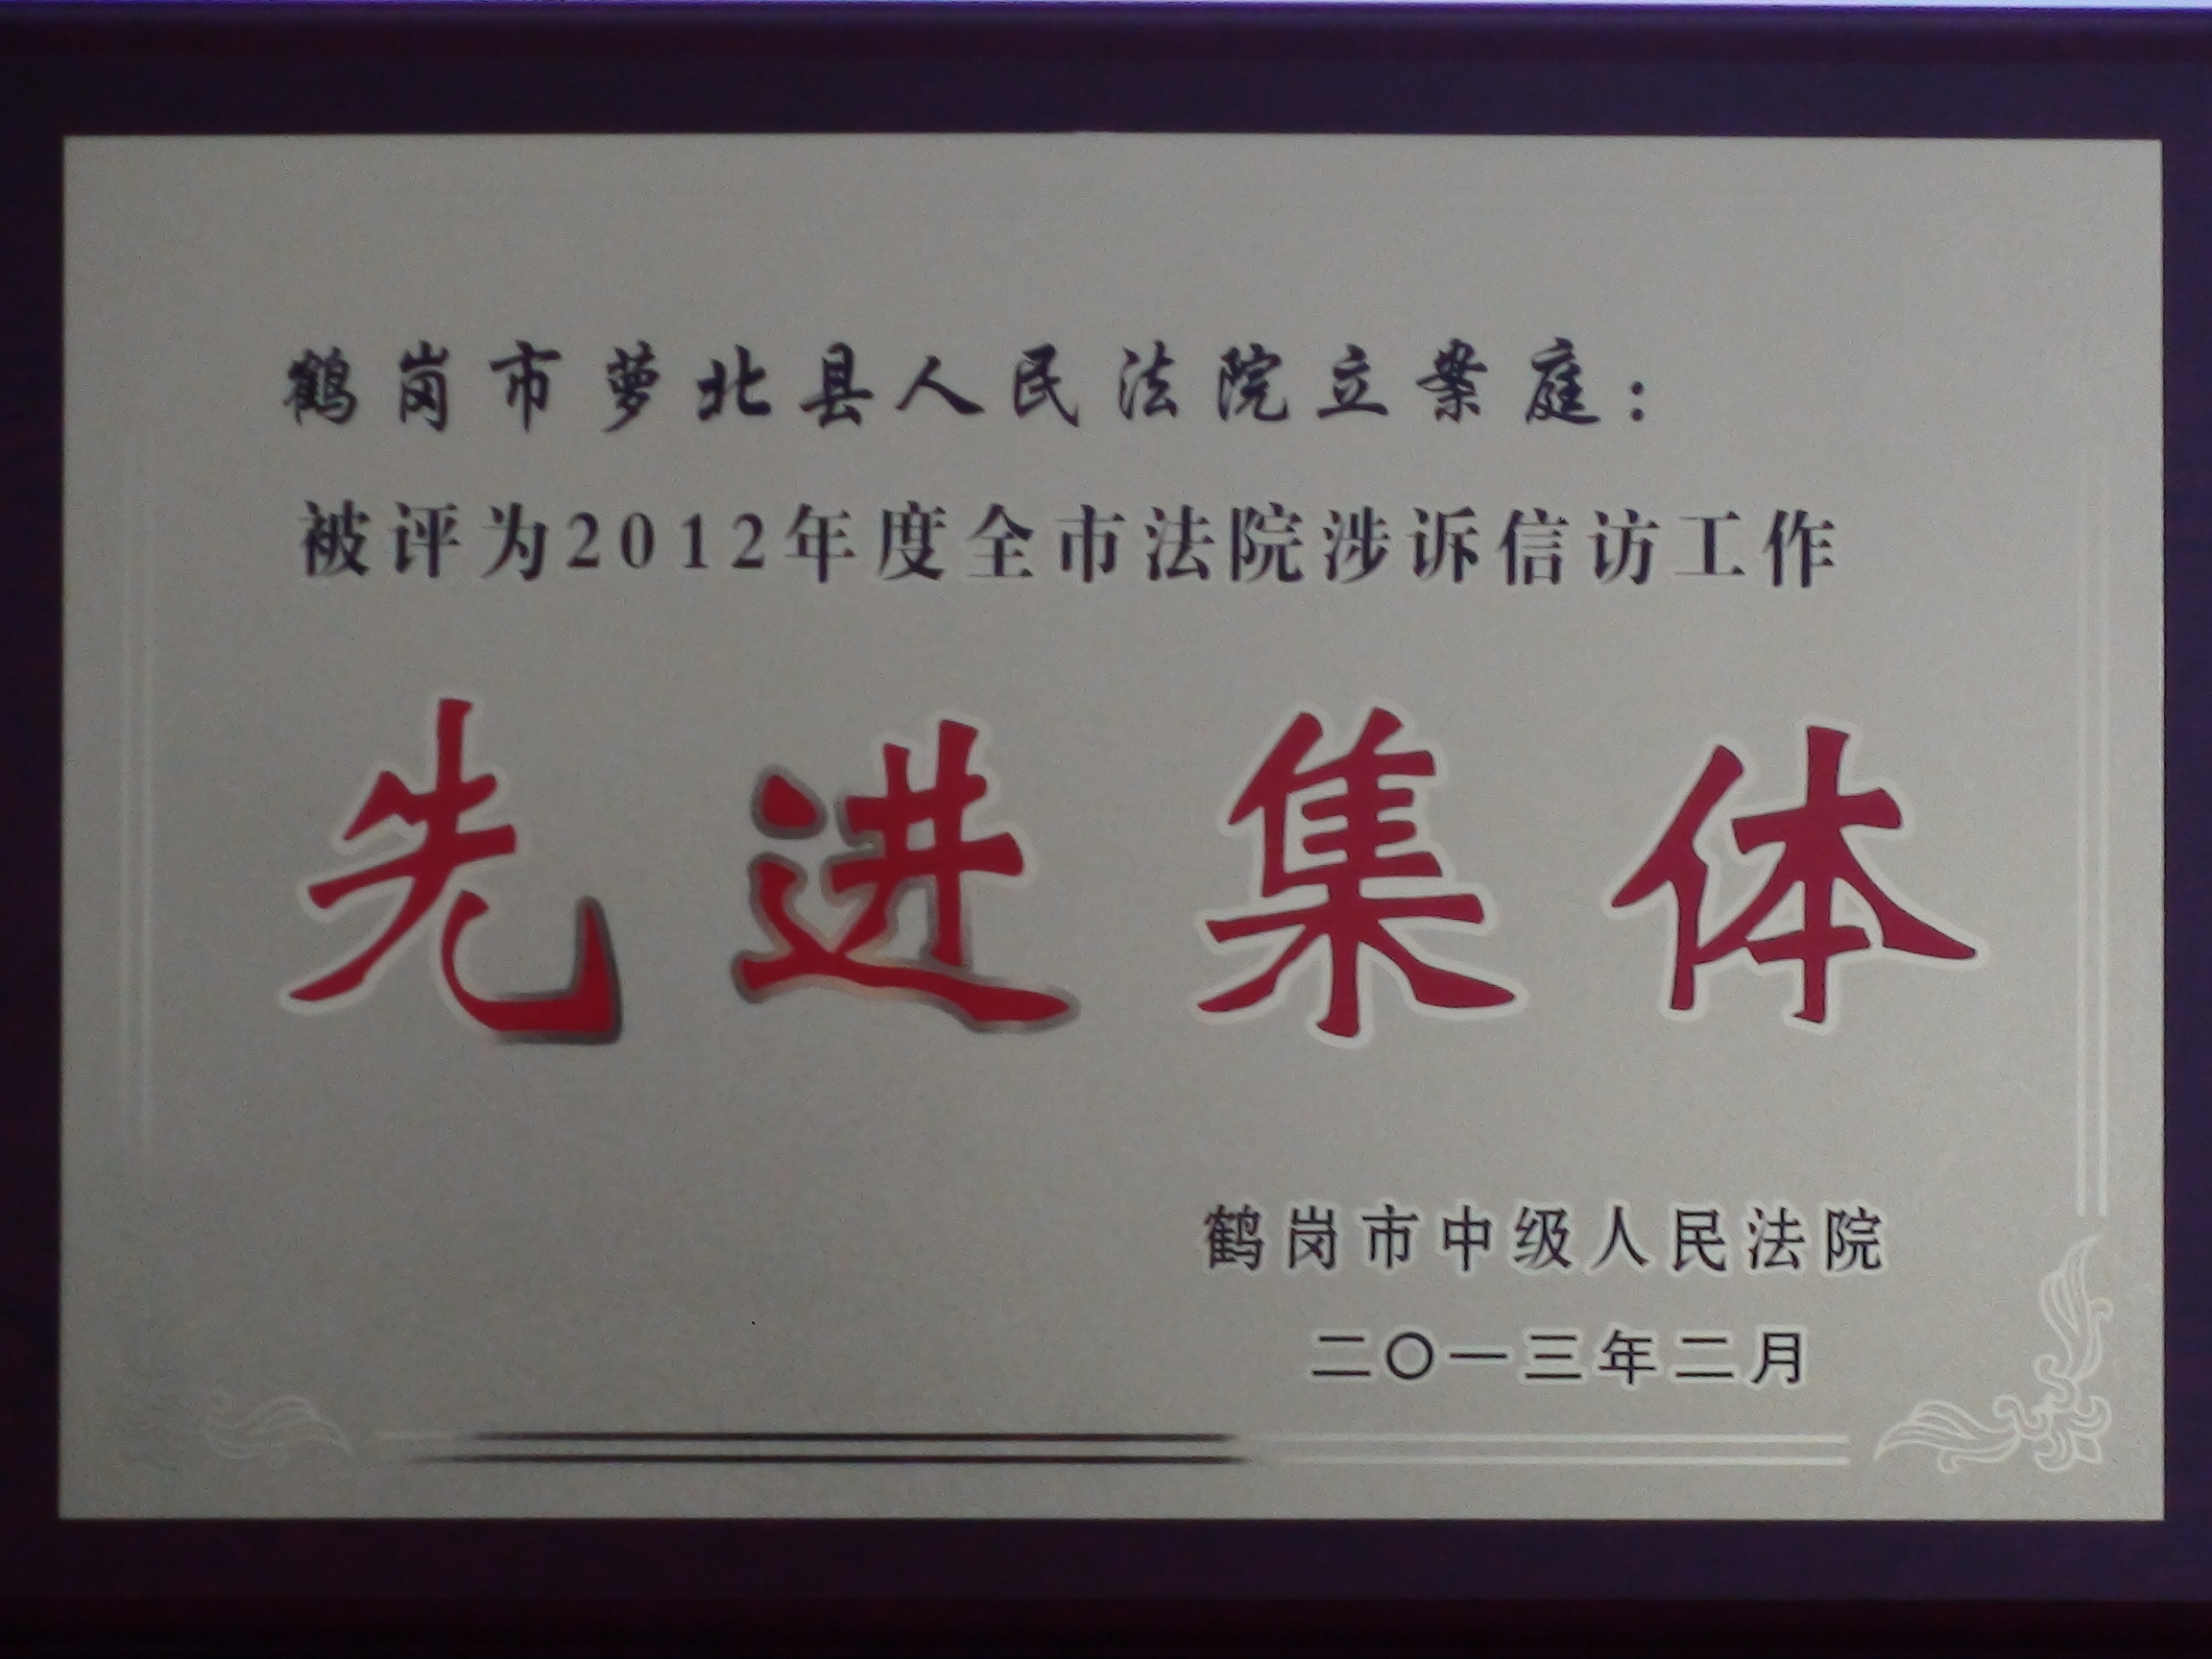 鹤岗市萝北县人民法院立案庭：
被评为2012年度全市法院涉诉信访工作
先进集体
鹤岗市中级人民法院
二〇一三年二月